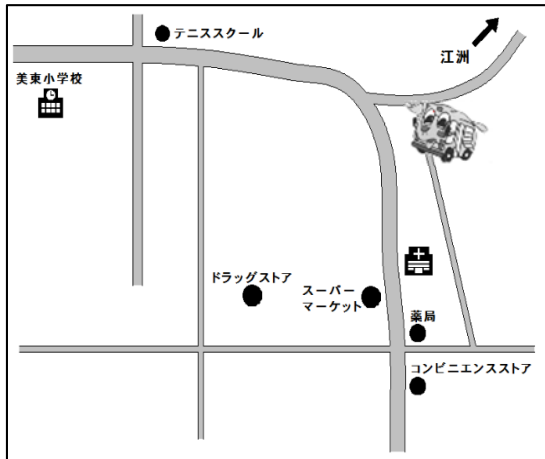 テニススクール
江洲
美東小学校
ドラッグストア
スーパー
マーケット
薬局
コンビニエンスストア